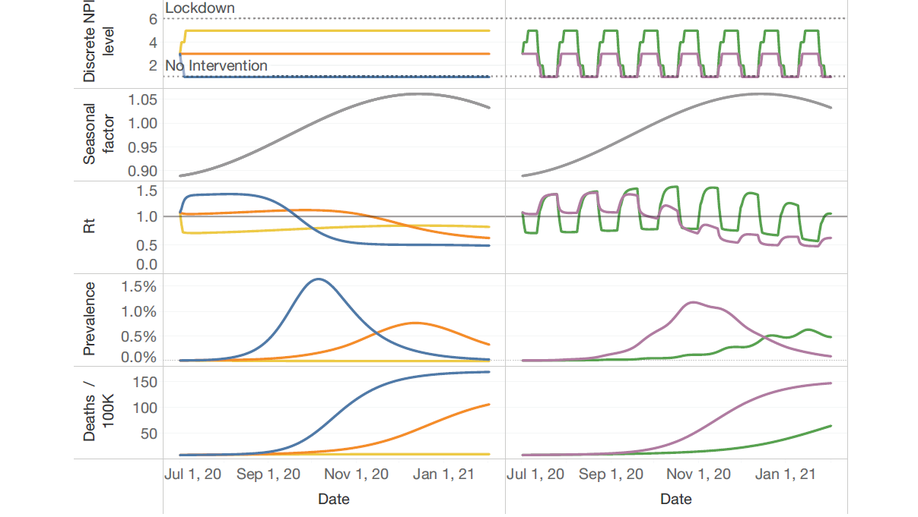 Lockdown
Discrete NPI
level
6
4
2
No Intervention
Seasonal
factor
1.05
1.00
0.95
0.90
Rt
1.5
1.0
0.5
0.0
Prevalence
1.5%
1.0%
0.5%
0.0%
Deaths /
100K
150
100
50
Jul 1, 20 Sep 1, 20 Nov 1, 20 Jan 1, 21 Jul 1, 20 Sep 1, 20 Nov 1, 20 Jan 1, 21
Date Date